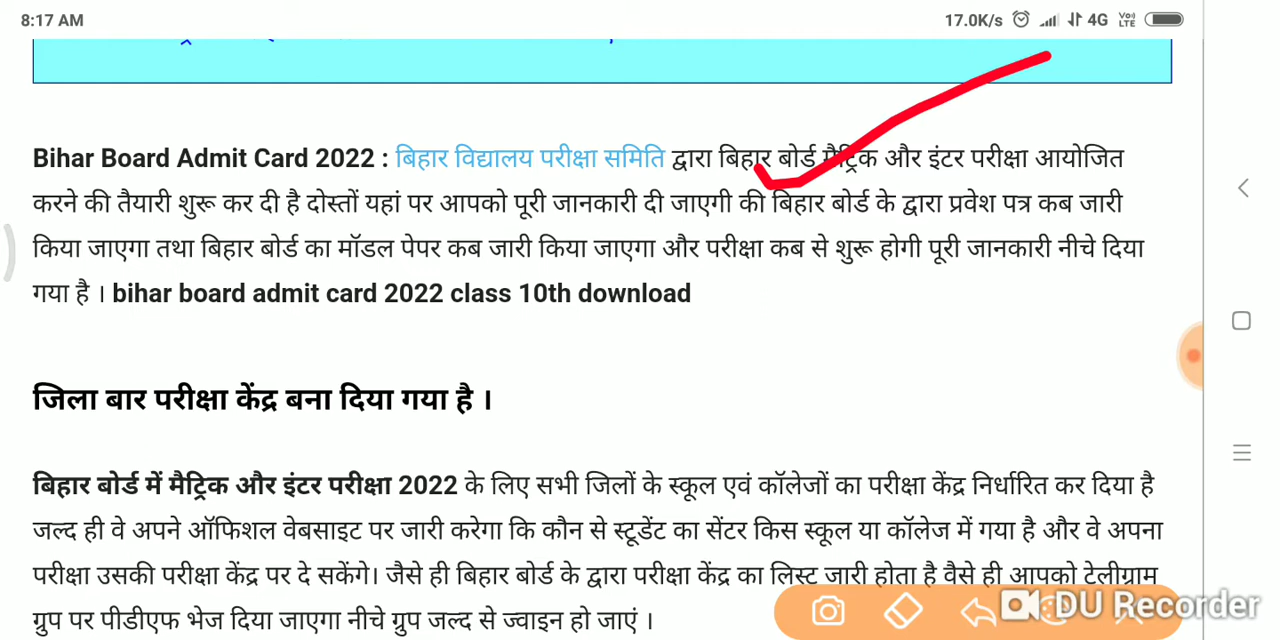 8:17 AM
17.0K/s 4G VoLTE
Bihar Board Admit Card 2022 : बिहार विद्यालय परीक्षा समिति द्वारा बिहार बोर्ड मैट्रिक और इंटर परीक्षा आयोजित
करने की तैयारी शुरू कर दी है दोस्तों यहां पर आपको पूरी जानकारी दी जाएगी की बिहार बोर्ड के द्वारा प्रवेश पत्र कब जारी
किया जाएगा तथा बिहार बोर्ड का मॉडल पेपर कब जारी किया जाएगा और परीक्षा कब से शुरू होगी पूरी जानकारी नीचे दिया
गया है । bihar board admit card 2022 class 10th download
जिला बार परीक्षा केंद्र बना दिया गया है ।
बिहार बोर्ड में मैट्रिक और इंटर परीक्षा 2022 के लिए सभी जिलों के स्कूल एवं कॉलेजों का परीक्षा केंद्र निर्धारित कर दिया है
जल्द ही वे अपने ऑफिशल वेबसाइट पर जारी करेगा कि कौन से स्टूडेंट का सेंटर किस स्कूल या कॉलेज में गया है और वे अपना
परीक्षा उसकी परीक्षा केंद्र पर दे सकेंगे। जैसे ही बिहार बोर्ड के द्वारा परीक्षा केंद्र का लिस्ट जारी होता है वैसे ही आपको टेलीग्राम
ग्रुप पर पीडीएफ भेज दिया जाएगा नीचे ग्रुप जल्द से ज्वाइन हो जाएं ।
DU Recorder